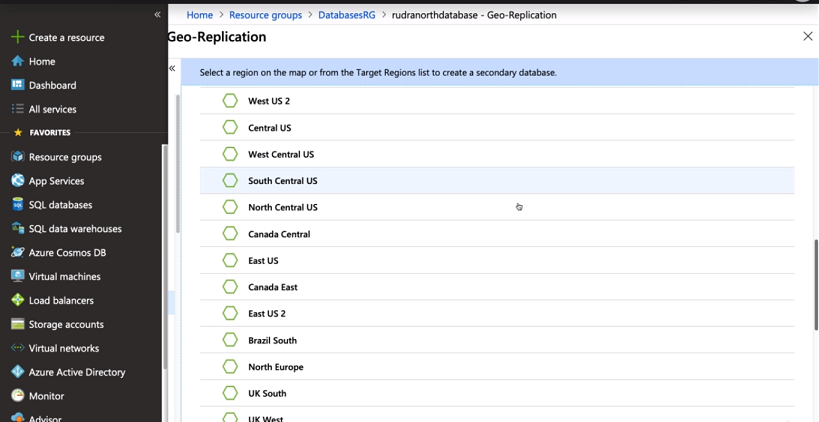 Home > Resource groups > DatabasesRG > rudranorthdatabase - Geo-Replication
Geo-Replication
Select a region on the map or from the Target Regions list to create a secondary database.
Create a resource
Home
Dashboard
All services
FAVORITES
Resource groups
App Services
SQL databases
SQL data warehouses
Azure Cosmos DB
Virtual machines
Load balancers
Storage accounts
Virtual networks
Azure Active Directory
Monitor
Advisor
West US 2
Central US
West Central US
South Central US
North Central US
Canada Central
East US
Canada East
East US 2
Brazil South
North Europe
UK South
UK West